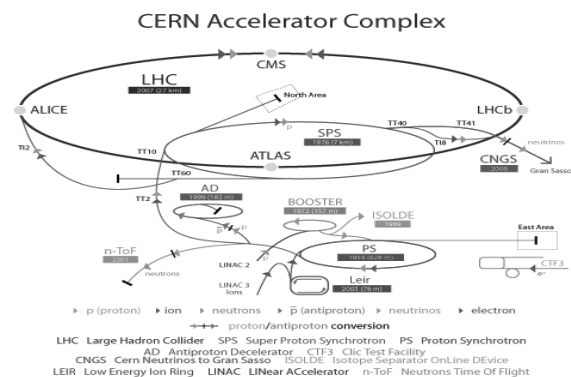 CERN Accelerator Complex
CMS
LHC
2007 (27 km)
North Area
ALICE
LHCb
TT40
TT41
SPS
1976 (7 km)
TI8
TI2
TT10
ATLAS
CNGS
2006
neutrinos
Gran Sasso
TT60
AD
1999 (182 m)
TT2
BOOSTER
1972 (157 m)
ISOLDE
1989
East Area
p
p
p̅
n-ToF
2001
PS
1959 (628 m)
LINAC 2
neutrons
CTF3
LINAC 3
Ions
Leir
2005 (78 m)
p (proton) ion neutrons p̅ (antiproton) neutrinos electron
proton/antiproton conversion
LHC Large Hadron Collider SPS Super Proton Synchrotron PS Proton Synchrotron
AD Antiproton Decelerator CTF3 Clic Test Facility
CNGS Cern Neutrinos to Gran Sasso ISOLDE Isotope Separator OnLine DEvice
LEIR Low Energy Ion Ring LINAC LINear ACcelerator n-ToF Neutrons Time Of Flight